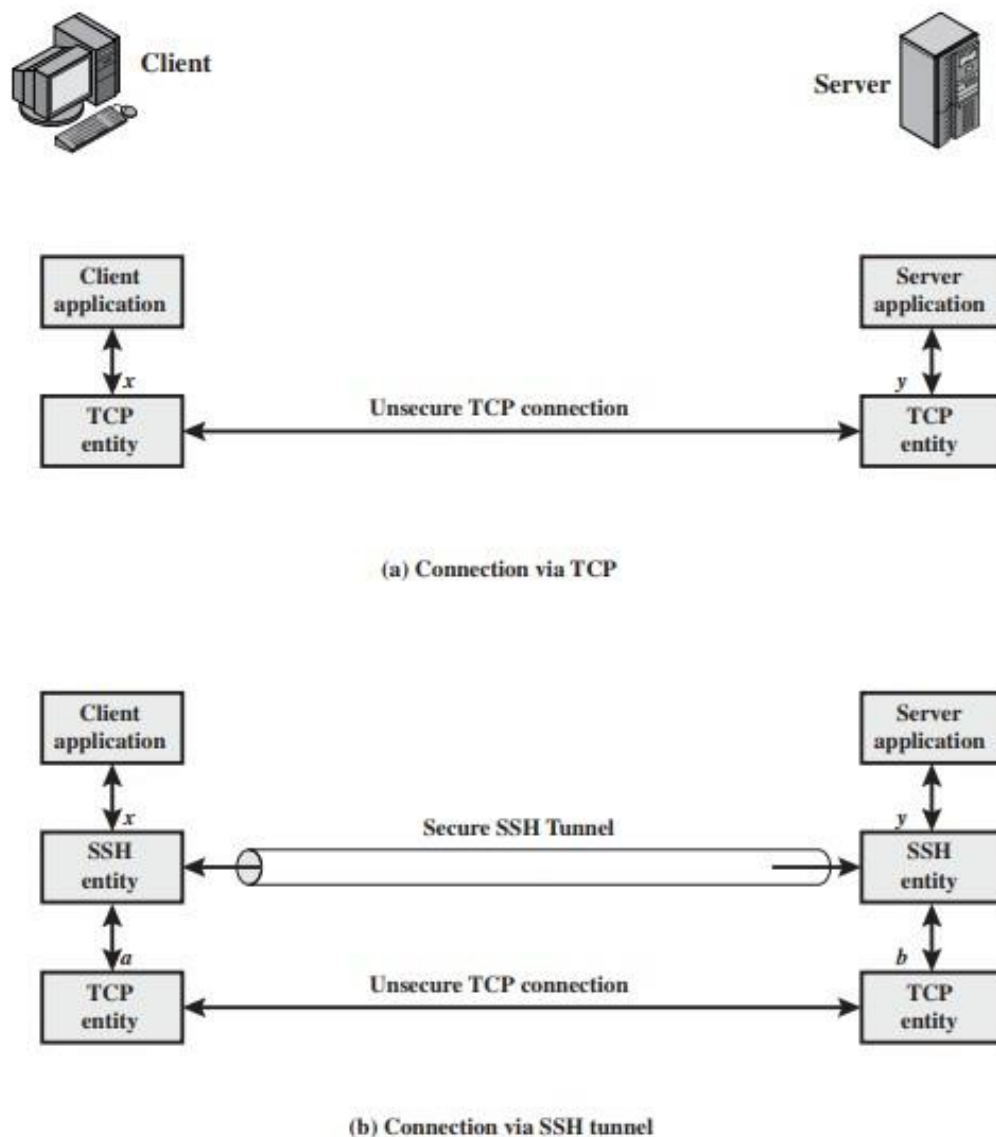 Client
Server
Client
application
Server
application
x
y
TCP
entity
Unsecure TCP connection
TCP
entity
(a) Connection via TCP
Client
application
Server
application
x
y
SSH
entity
Secure SSH Tunnel
SSH
entity
a
b
TCP
entity
Unsecure TCP connection
TCP
entity
(b) Connection via SSH tunnel